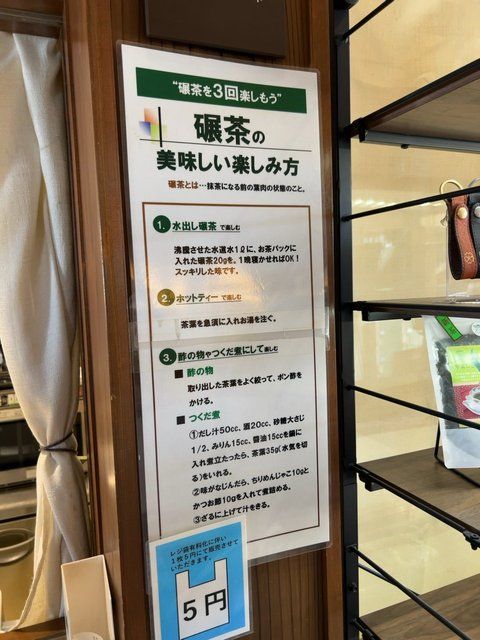 “碾茶を3回楽しもう”
碾茶の
美味しい楽しみ方
碾茶とは…抹茶になる前の葉肉の状態のこと。
1. 水出し碾茶 で楽しむ
沸騰させた水道水1ℓに、お茶パックに
入れた碾茶20gを。1晩寝かせればOK!
スッキリした味です。
2. ホットティー で楽しむ
茶葉を急須に入れお湯を注ぐ。
3. 酢の物やつくだ煮にして楽しむ
■ 酢の物
取り出した茶葉をよく絞って、ポン酢を
かける。
■ つくだ煮
①だし汁50cc、酒20cc、砂糖大さじ
1/2、みりん15cc、醤油15ccを鍋に
入れ煮立たったら、茶葉35g(水気を切
る)をいれる。
②味がなじんだら、ちりめんじゃこ10gと
かつお節10gを入れて煮詰める。
③ざるに上げて汁をきる。
レジ袋有料化に伴い
1枚5円にて販売させて
いただきます。
5円